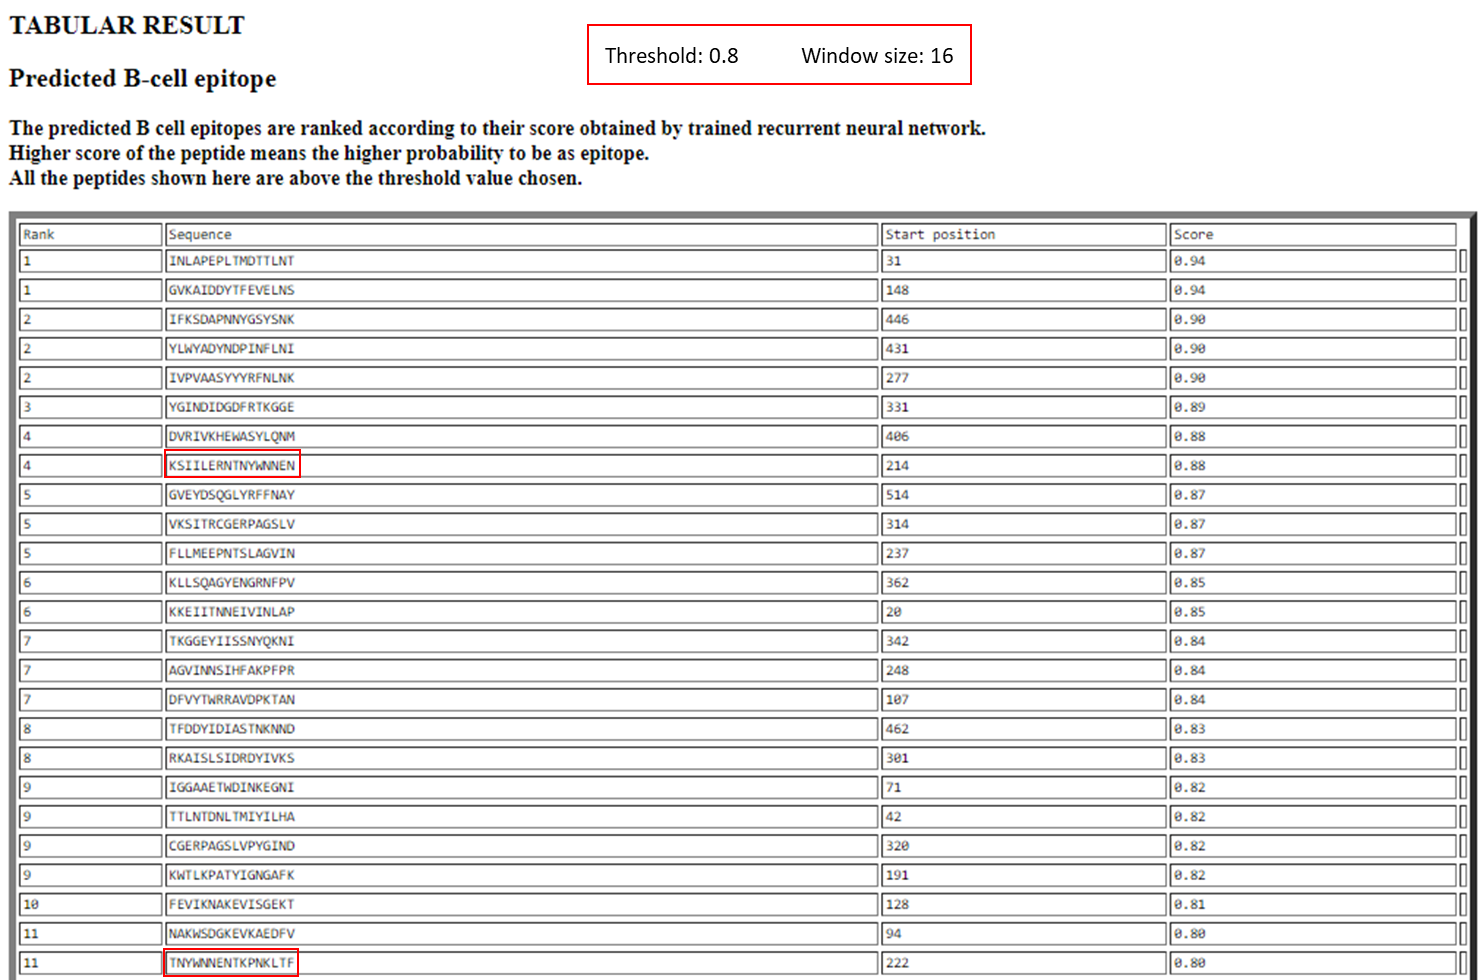 TABULAR RESULT
Threshold: 0.8 Window size: 16
Predicted B-cell epitope
The predicted B cell epitopes are ranked according to their score obtained by trained recurrent neural network.
Higher score of the peptide means the higher probability to be as epitope.
All the peptides shown here are above the threshold value chosen.
Rank Sequence Start position Score
1 INLAPEPLTMDTTLNT 31 0.94
1 GVKAIDDYTFEVELNS 148 0.94
2 IFKSDAPNNYGSYSNK 446 0.90
2 YLWYADYNDPINFLNI 431 0.90
2 IVPVAASYYYRFNLNK 277 0.90
3 YGINDIDGDFRTKGGE 331 0.89
4 DVRIVKHEWASYLQNM 406 0.88
4 KSIILERNTNYWNNEN 214 0.88
5 GVEYDSQGLYRFFNAY 514 0.87
5 VKSITRCGERPAGSLV 314 0.87
5 FLLMEEPNTSLAGVIN 237 0.87
6 KLLSQAGYENGRNFPV 362 0.85
6 KKEIITNNEIVINLAP 20 0.85
7 TKGGEYIISSNYQKNI 342 0.84
7 AGVINNSIHFAKPFPR 248 0.84
7 DFVYTWRRAVDPKTAN 107 0.84
8 TFDDYIDIASTNKNND 462 0.83
8 RKAISLSIDRDYIVKS 301 0.83
9 IGGAAETWDINKEGNI 71 0.82
9 TTLNTDNLTMIYILHA 42 0.82
9 CGERPAGSLVPYGIND 320 0.82
9 KWTLKPATYIGNGAFK 191 0.82
10 FEVIKNAKEVISGEKT 128 0.81
11 NAKWSDGKEVKAEDFV 94 0.80
11 TNYWNNENTKPNKLTF 222 0.80